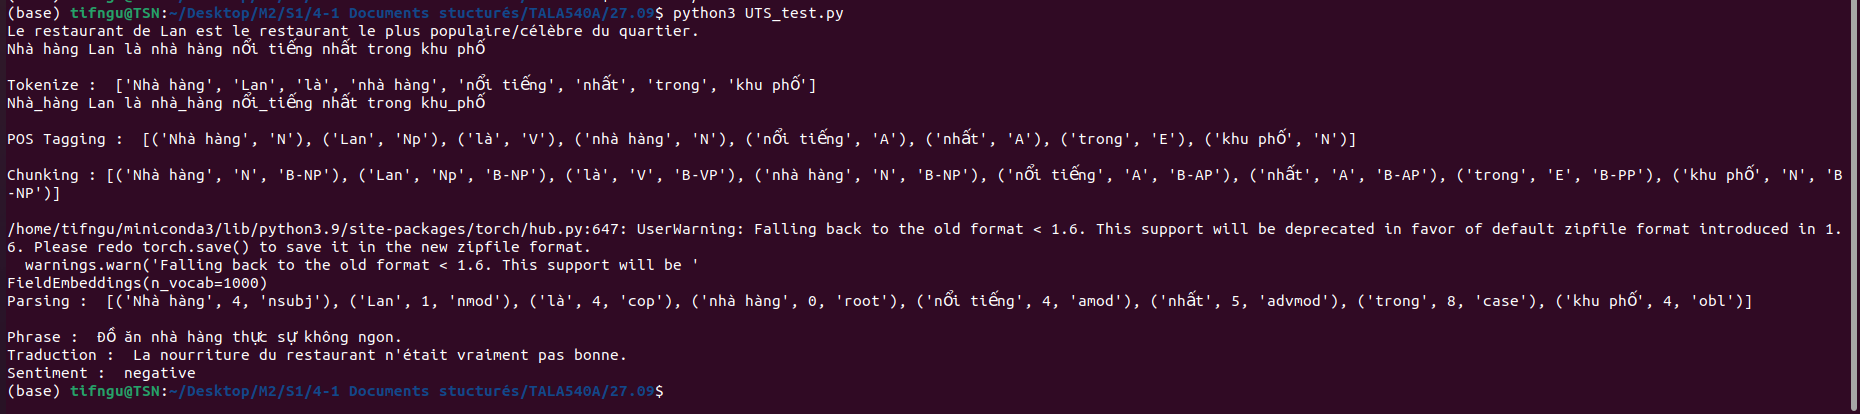 (base) tifngu@TSN:~/Desktop/M2/S1/4-1 Documents stucturés/TALA540A/27.09$ python3 UTS_test.py
Le restaurant de Lan est le restaurant le plus populaire/célèbre du quartier.
Nhà hàng Lan là nhà hàng nổi tiếng nhất trong khu phố
Tokenize :  ['Nhà hàng', 'Lan', 'là', 'nhà hàng', 'nổi tiếng', 'nhất', 'trong', 'khu phố']
Nhà_hàng Lan là nhà_hàng nổi_tiếng nhất trong khu_phố
POS Tagging :  [('Nhà hàng', 'N'), ('Lan', 'Np'), ('là', 'V'), ('nhà hàng', 'N'), ('nổi tiếng', 'A'), ('nhất', 'A'), ('trong', 'E'), ('khu phố', 'N')]
Chunking : [('Nhà hàng', 'N', 'B-NP'), ('Lan', 'Np', 'B-NP'), ('là', 'V', 'B-VP'), ('nhà hàng', 'N', 'B-NP'), ('nổi tiếng', 'A', 'B-AP'), ('nhất', 'A', 'B-AP'), ('trong', 'E', 'B-PP'), ('khu phố', 'N', 'B
-NP')]
/home/tifngu/miniconda3/lib/python3.9/site-packages/torch/hub.py:647: UserWarning: Falling back to the old format < 1.6. This support will be deprecated in favor of default zipfile format introduced in 1.
6. Please redo torch.save() to save it in the new zipfile format.
  warnings.warn('Falling back to the old format < 1.6. This support will be '
FieldEmbeddings(n_vocab=1000)
Parsing :  [('Nhà hàng', 4, 'nsubj'), ('Lan', 1, 'nmod'), ('là', 4, 'cop'), ('nhà hàng', 0, 'root'), ('nổi tiếng', 4, 'amod'), ('nhất', 5, 'advmod'), ('trong', 8, 'case'), ('khu phố', 4, 'obl')]
Phrase :  Đồ ăn nhà hàng thực sự không ngon.
Traduction :  La nourriture du restaurant n'était vraiment pas bonne.
Sentiment :  negative
(base) tifngu@TSN:~/Desktop/M2/S1/4-1 Documents stucturés/TALA540A/27.09$